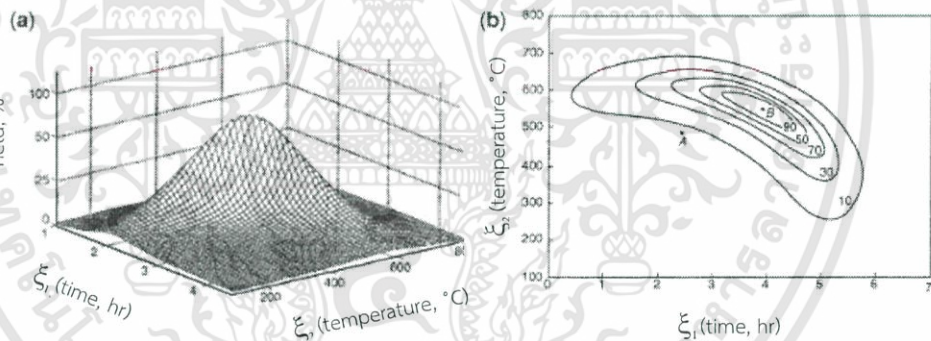 (a)
100
50
25
0
1
2
3
4
200
400
600
ξ₁ (time, hr)
(temperature, °C)
(b)
800
700
600
500
400
300
200
100
ξ₂ (temperature, °C)
A
B
90
50
70
30
10
0 1 2 3 4 5 6 7
ξ₁ (time, hr)